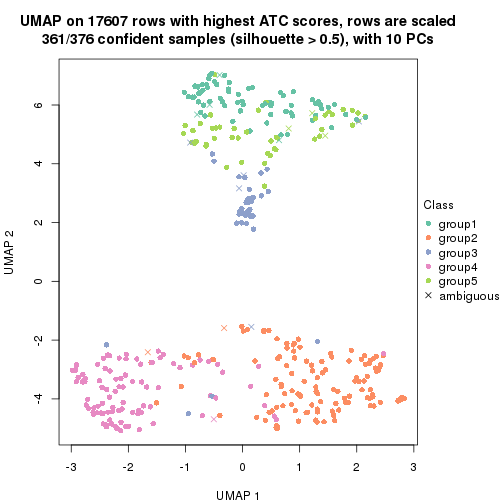 UMAP on 17607 rows with highest ATC scores, rows are scaled
361/376 confident samples (silhouette > 0.5), with 10 PCs
6
4
2
0
-2
-4
UMAP 2
-3
-2
-1
0
1
2
3
UMAP 1
Class
group1
group2
group3
group4
group5
ambiguous